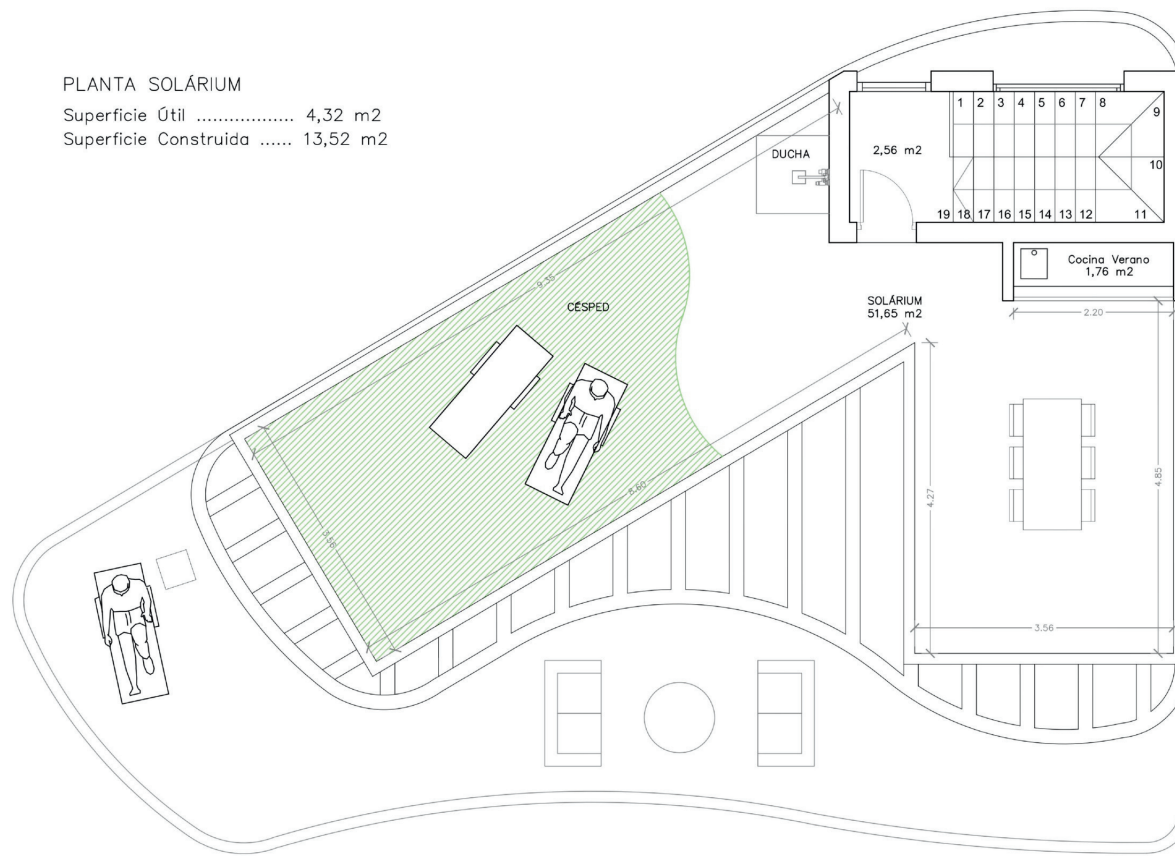 PLANTA SOLÁRIUM
Superficie Útil .................. 4,32 m2
Superficie Construida ...... 13,52 m2
DUCHA
2,56 m2
1 2 3 4 5 6 7 8 9
10
19 18 17 16 15 14 13 12 11
Cocina Verano
1,76 m2
SOLÁRIUM
51,65 m2
2.20
9.35
CÉSPED
8.60
3.56
4.27
4.85
3.56